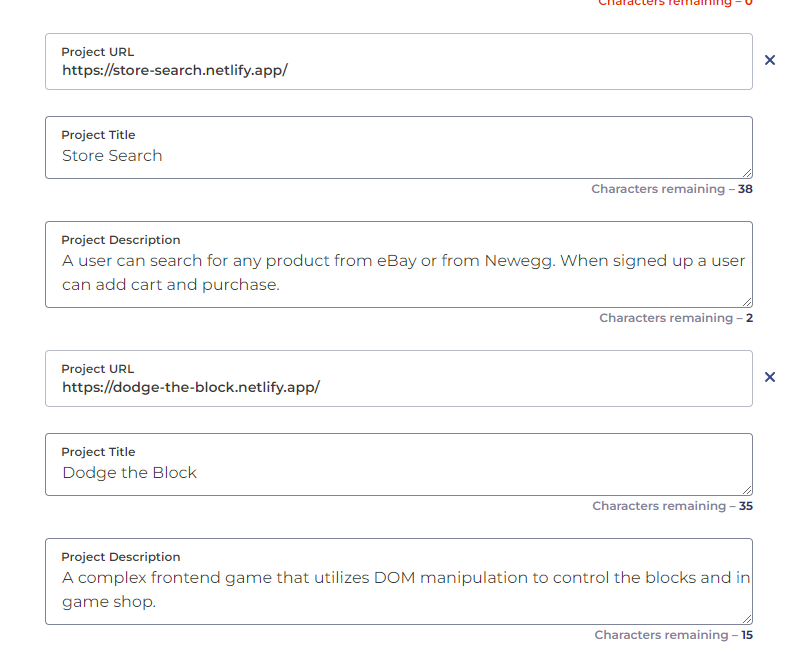 Characters remaining – 0
Project URL
https://store-search.netlify.app/
Project Title
Store Search
Characters remaining – 38
Project Description
A user can search for any product from eBay or from Newegg. When signed up a user
can add cart and purchase.
Characters remaining – 2
Project URL
https://dodge-the-block.netlify.app/
Project Title
Dodge the Block
Characters remaining – 35
Project Description
A complex frontend game that utilizes DOM manipulation to control the blocks and in
game shop.
Characters remaining – 15